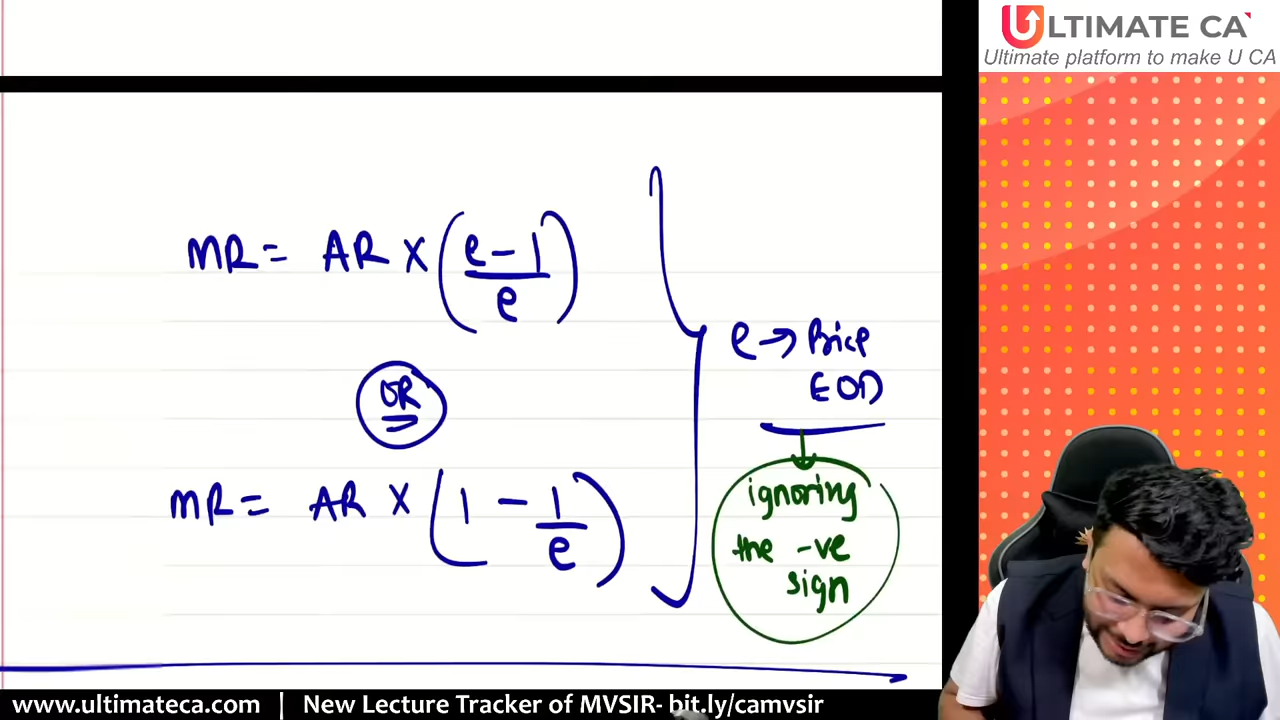 ULTIMATE CA
Ultimate platform to make U CA
MR = AR × (e - 1 / e)
OR
MR = AR × (1 - 1 / e)
e → Price
EOD
ignoring
the -ve
sign
www.ultimateca.com | New Lecture Tracker of MVSIR- bit.ly/camvsir